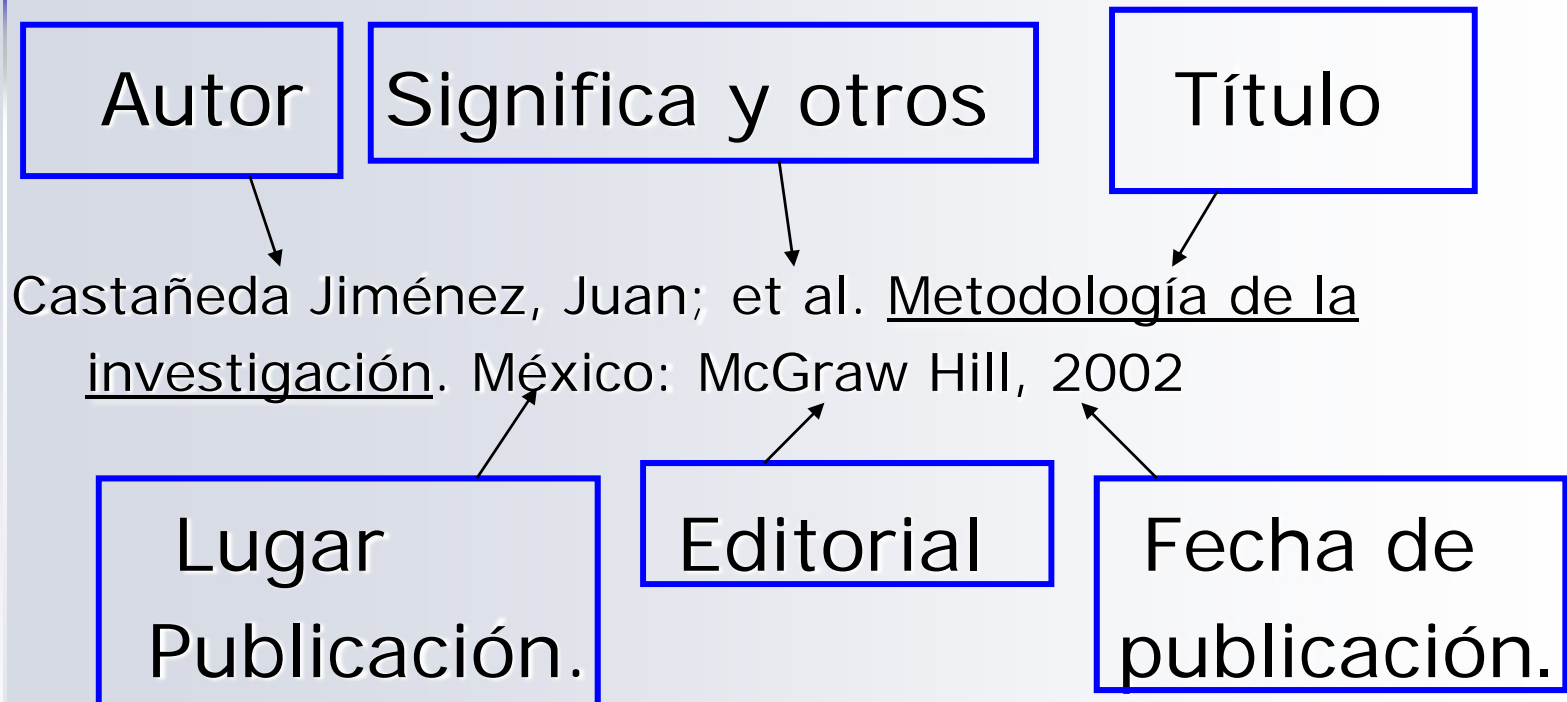 Autor Significa y otros Título
Castañeda Jiménez, Juan; et al. Metodología de la
investigación. México: McGraw Hill, 2002
Lugar Editorial Fecha de
Publicación. publicación.